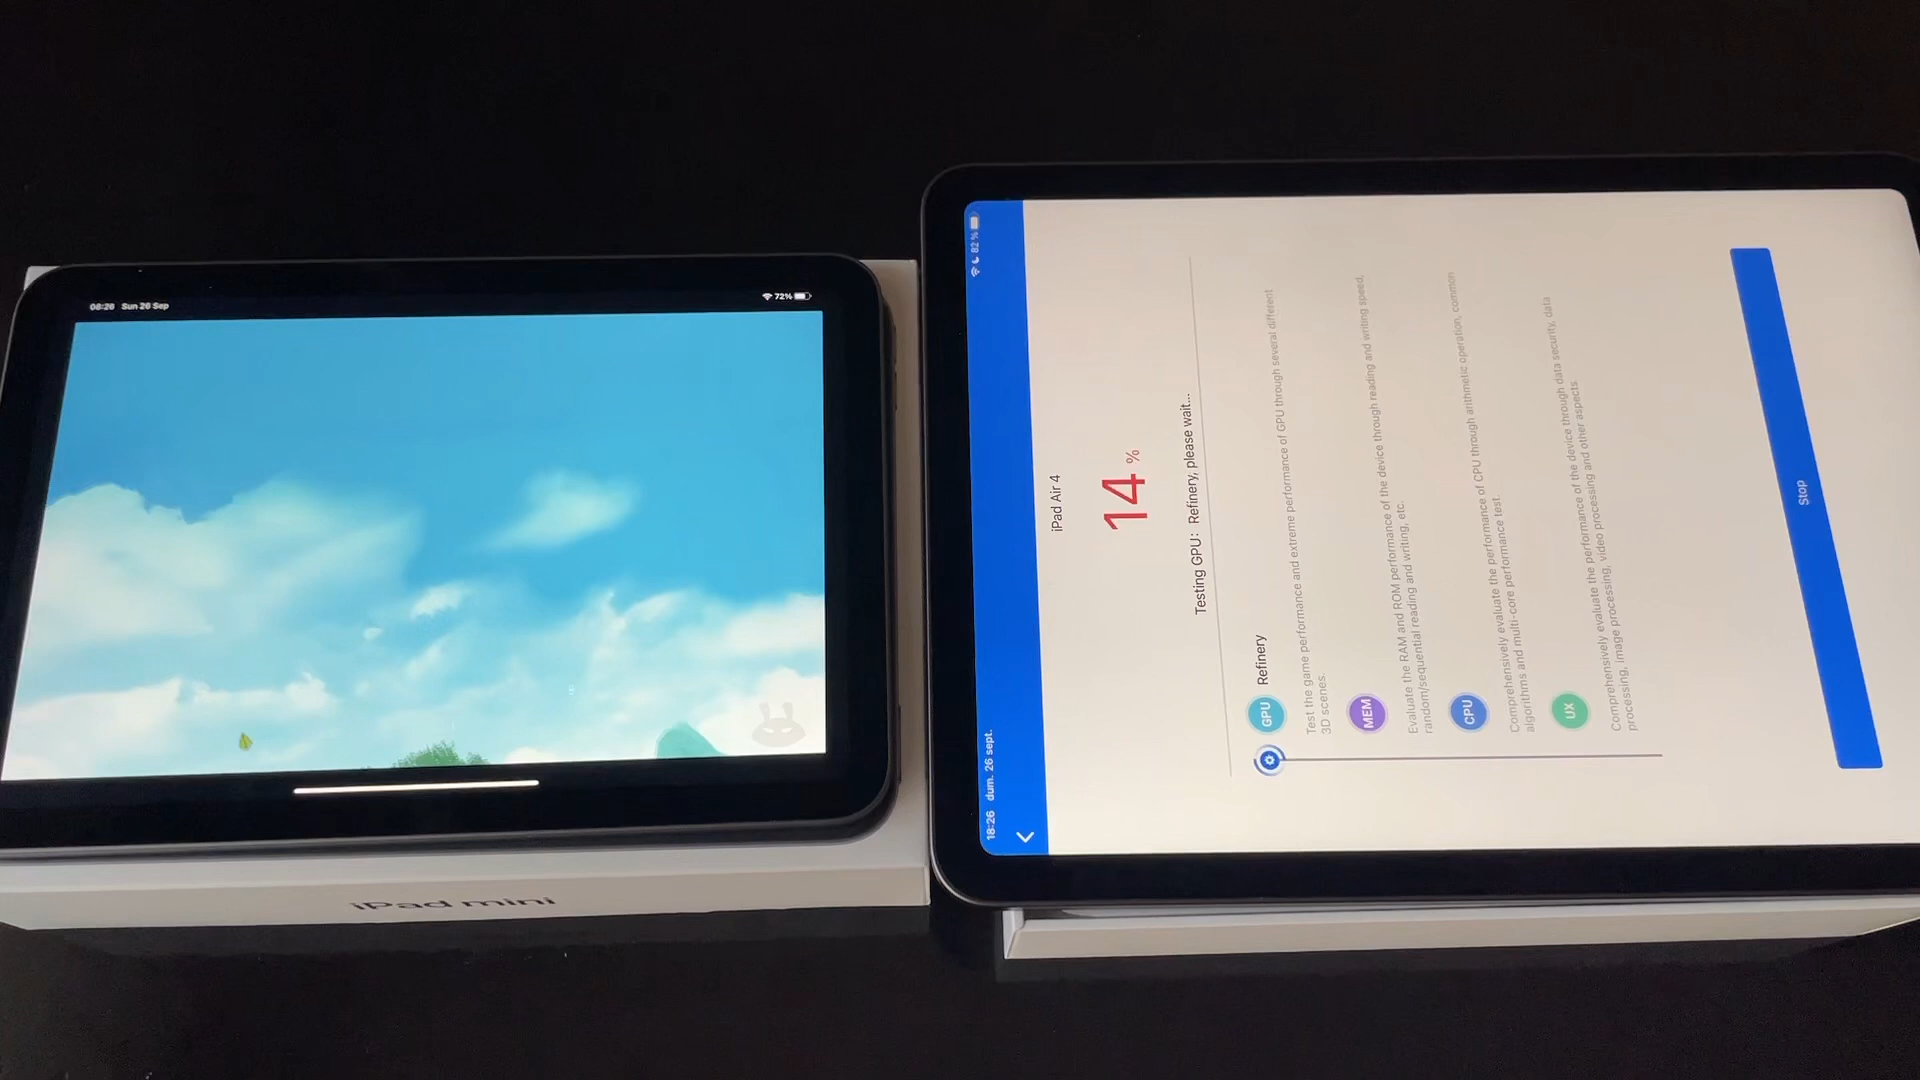 08:26 Sun 26 Sep
72%
iPad mini
18:26 dum. 26 sept.
82 %
iPad Air 4
14 %
Testing GPU: Refinery, please wait...
GPU Refinery
Test the game performance and extreme performance of GPU through several different
3D scenes.
MEM
Evaluate the RAM and ROM performance of the device through reading and writing speed,
random/sequential reading and writing, etc.
CPU
Comprehensively evaluate the performance of CPU through arithmetic operation, common
algorithms and multi-core performance test.
UX
Comprehensively evaluate the performance of the device through data security, data
processing, image processing, video processing and other aspects.
Stop